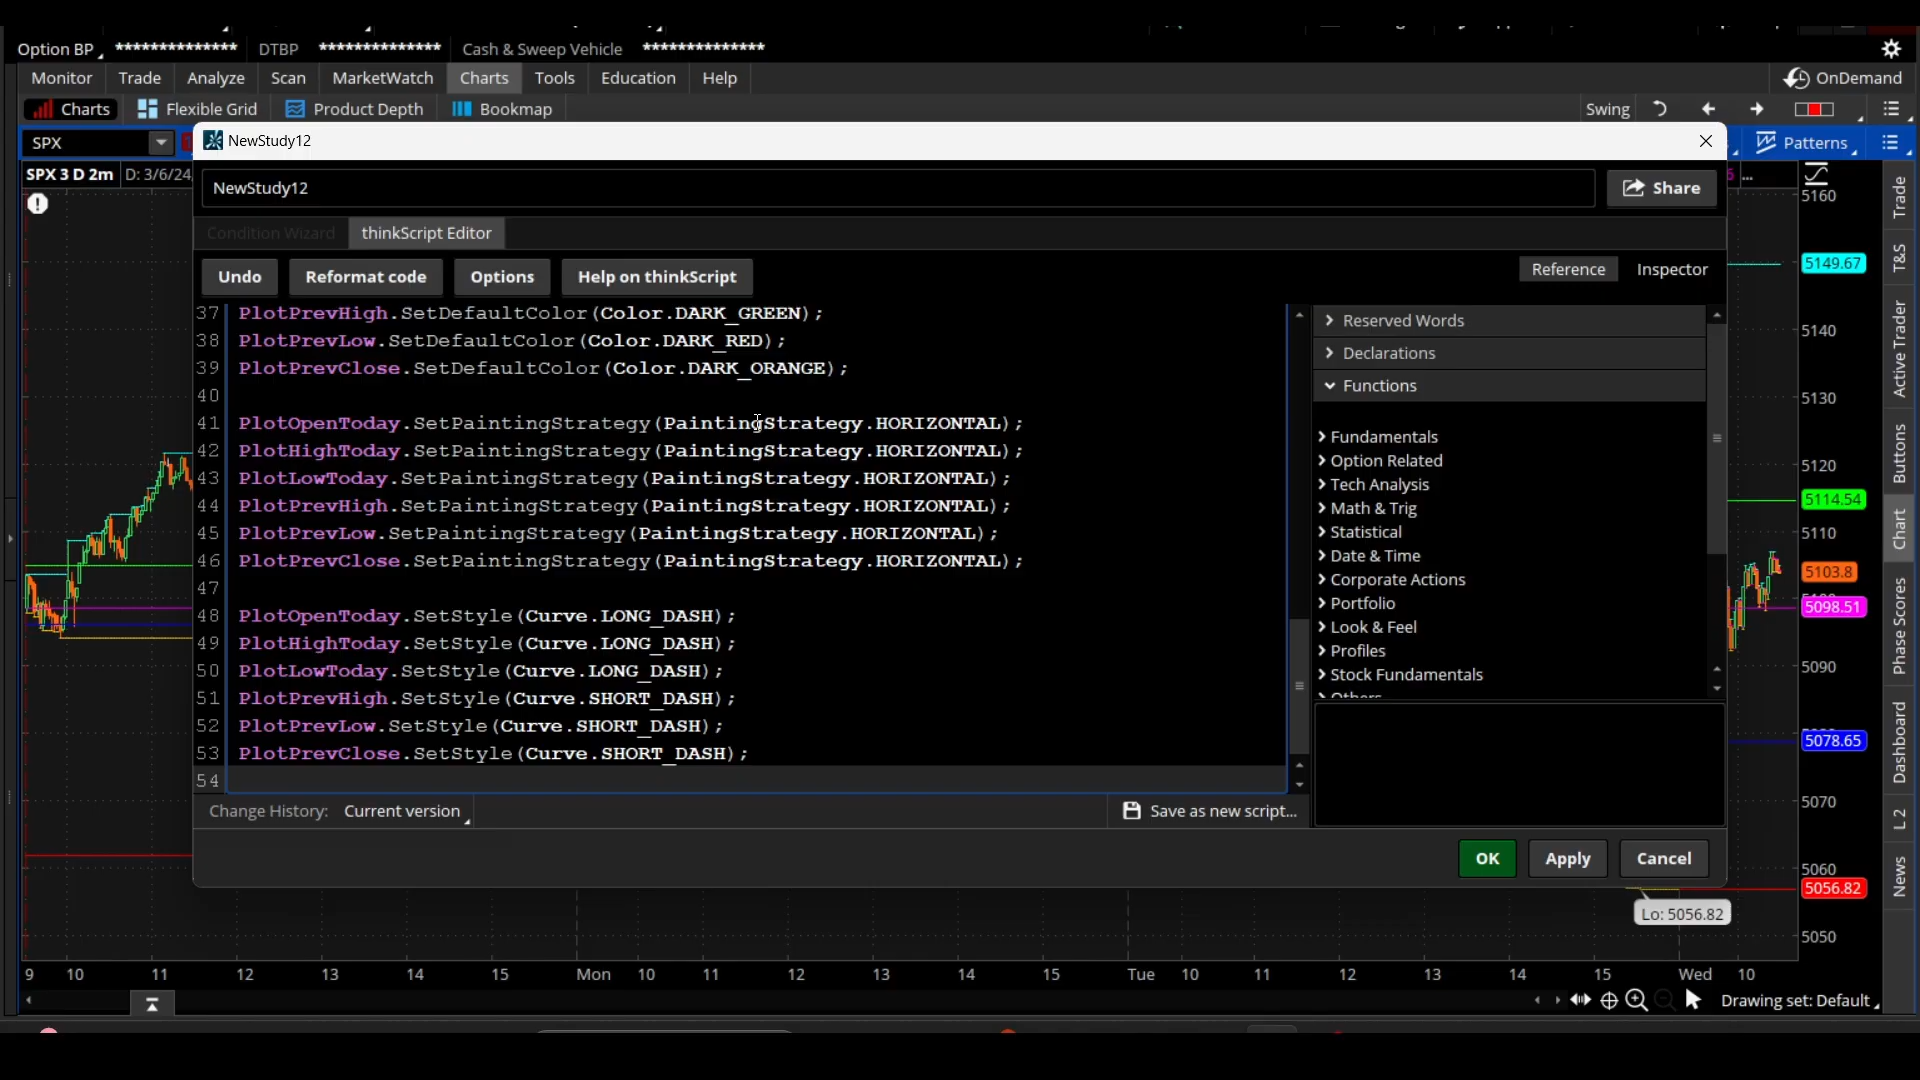 Option BP ************** DTBP ************** Cash & Sweep Vehicle **************
Monitor Trade Analyze Scan MarketWatch Charts Tools Education Help OnDemand
Charts Flexible Grid Product Depth Bookmap Swing
SPX NewStudy12 Patterns
SPX 3 D 2m D: 3/6/24
NewStudy12 Share
Condition Wizard thinkScript Editor
Undo Reformat code Options Help on thinkScript Reference Inspector
37 PlotPrevHigh.SetDefaultColor(Color.DARK_GREEN);
38 PlotPrevLow.SetDefaultColor(Color.DARK_RED);
39 PlotPrevClose.SetDefaultColor(Color.DARK_ORANGE);
40
41 PlotOpenToday.SetPaintingStrategy(PaintingStrategy.HORIZONTAL);
42 PlotHighToday.SetPaintingStrategy(PaintingStrategy.HORIZONTAL);
43 PlotLowToday.SetPaintingStrategy(PaintingStrategy.HORIZONTAL);
44 PlotPrevHigh.SetPaintingStrategy(PaintingStrategy.HORIZONTAL);
45 PlotPrevLow.SetPaintingStrategy(PaintingStrategy.HORIZONTAL);
46 PlotPrevClose.SetPaintingStrategy(PaintingStrategy.HORIZONTAL);
47
48 PlotOpenToday.SetStyle(Curve.LONG_DASH);
49 PlotHighToday.SetStyle(Curve.LONG_DASH);
50 PlotLowToday.SetStyle(Curve.LONG_DASH);
51 PlotPrevHigh.SetStyle(Curve.SHORT_DASH);
52 PlotPrevLow.SetStyle(Curve.SHORT_DASH);
53 PlotPrevClose.SetStyle(Curve.SHORT_DASH);
54
Reserved Words
Declarations
Functions
Fundamentals
Option Related
Tech Analysis
Math & Trig
Statistical
Date & Time
Corporate Actions
Portfolio
Look & Feel
Profiles
Stock Fundamentals
Others
Change History: Current version Save as new script...
OK Apply Cancel
5160
5149.67
5140
5130
5120
5114.54
5110
5103.8
5098.51
5090
5078.65
5070
5060
5056.82
Lo: 5056.82
5050
Trade
T&S
Active Trader
Buttons
Chart
Phase Scores
Dashboard
L 2
News
9 10 11 12 13 14 15 Mon 10 11 12 13 14 15 Tue 10 11 12 13 14 15 Wed 10
Drawing set: Default